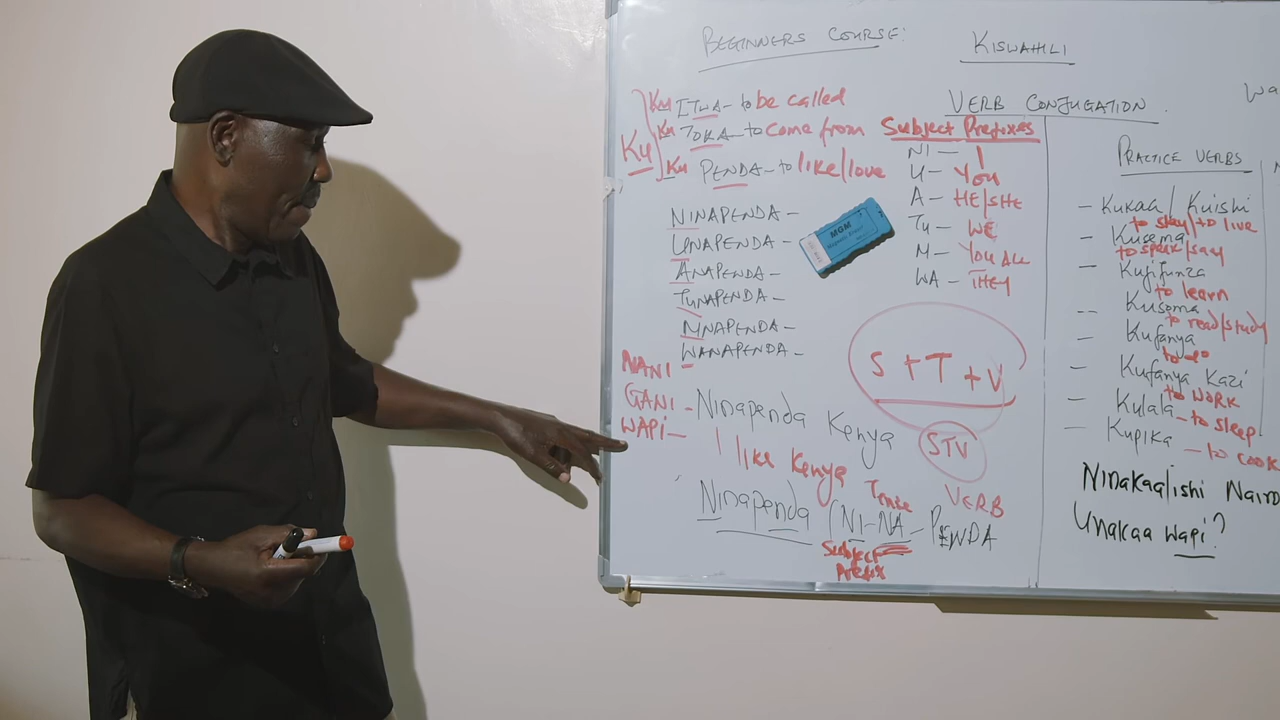 BEGINNERS COURSE: KISWAHILI
VERB CONJUGATION.
Wa
Ku
Ku ITWA - to be called
Ku TOKA - to come from
Ku PENDA - to like/love
NINAPENDA -
UNAPENDA -
ANAPENDA -
TUNAPENDA -
MNAPENDA -
WANAPENDA -
MGM
Subject Prefixes
NI - I
U - YOU
A - HE/SHE
TU - WE
M - YOU ALL
WA - THEY
S + T + V
STV
NANI
GANI
WAPI -
- Ninapenda Kenya
I like Kenya
Ninapenda (NI-NA-PENDA
Tense VERB
Subject
Prefix
PRACTICE VERBS
- Kukaa/Kuishi
to stay/to live
- Kusema
to speak/say
- Kujifunza
to learn
-- Kusoma
to read/study
- Kufanya
to do
- Kufanya Kazi
to WORK
- Kulala - to sleep
- Kupika - to cook
Ninakaa/ishi Nairo
Unakaa wapi?